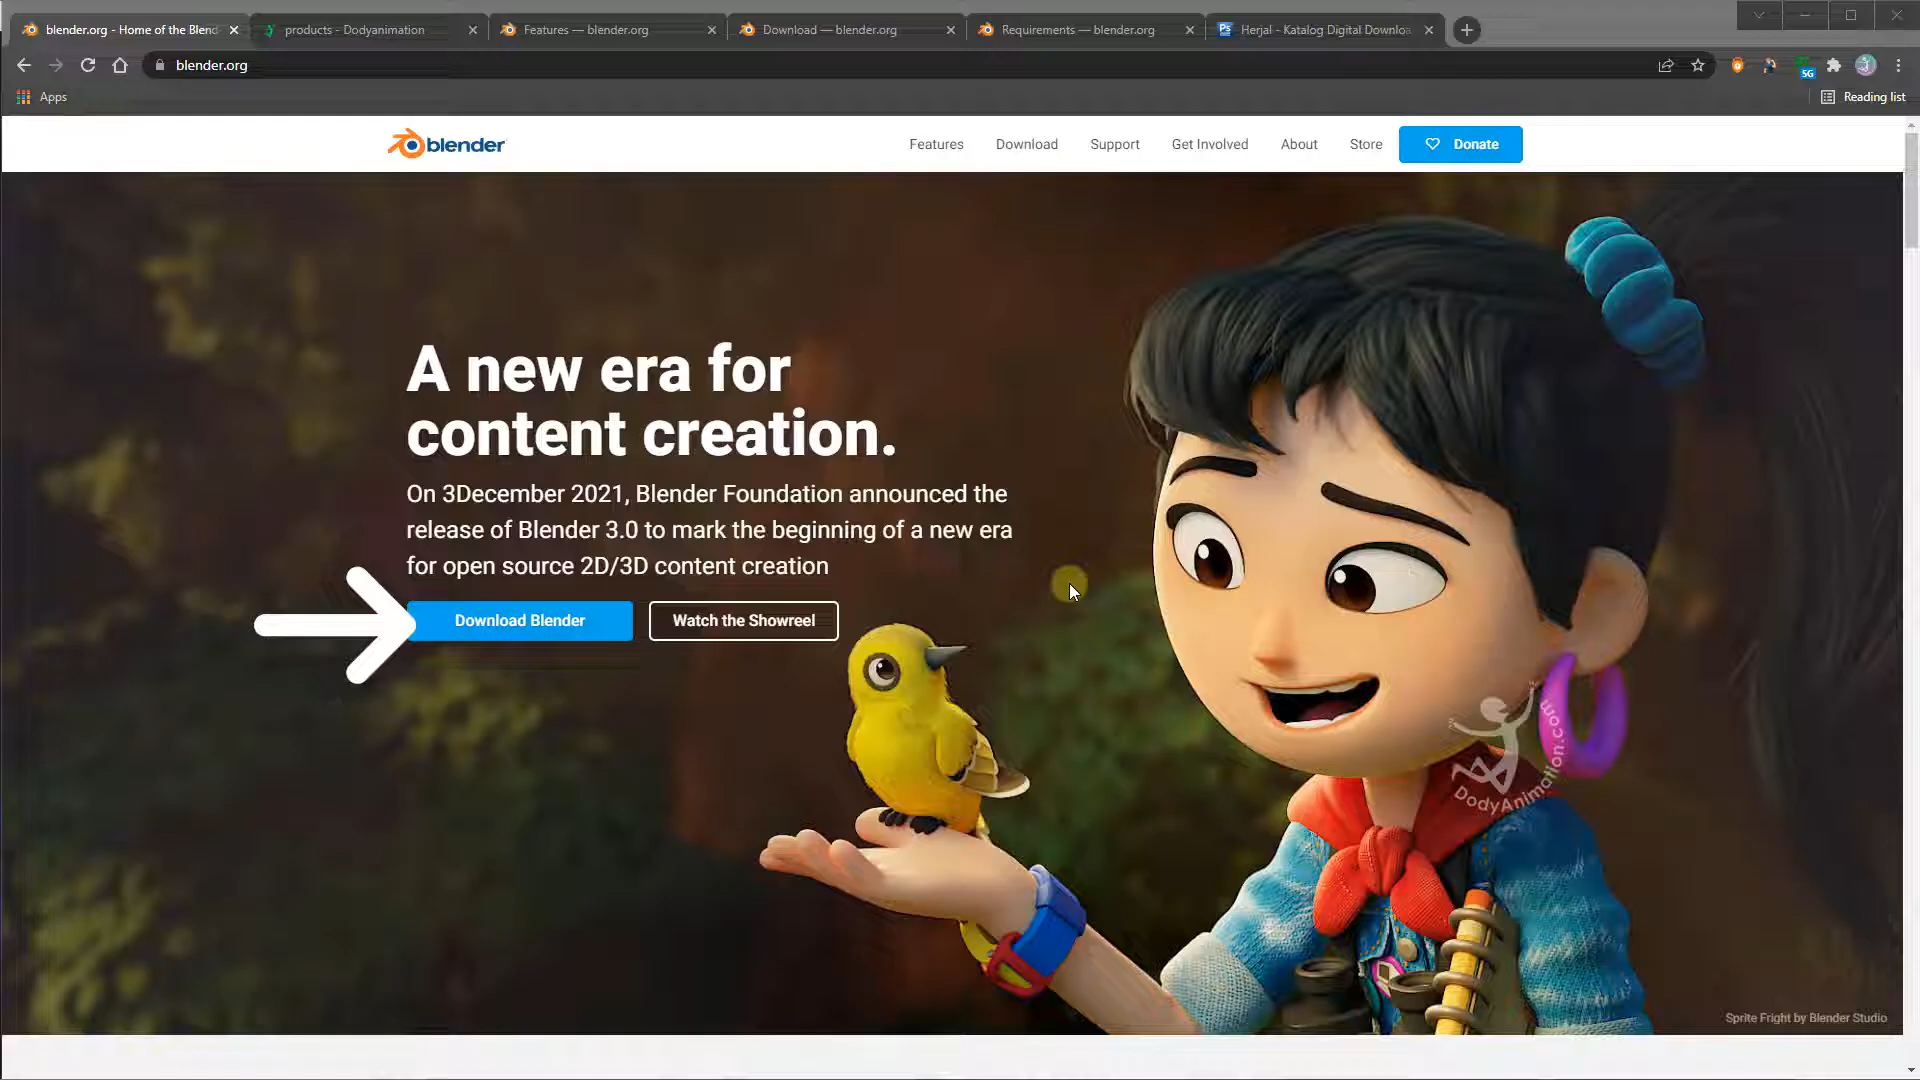 blender.org - Home of the Blend
products - Dodyanimation
Features — blender.org
Download — blender.org
Requirements — blender.org
Herjal - Katalog Digital Downloa
blender.org
5G
Apps
Reading list
blender
Features
Download
Support
Get Involved
About
Store
Donate
A new era for
content creation.
On 3December 2021, Blender Foundation announced the
release of Blender 3.0 to mark the beginning of a new era
for open source 2D/3D content creation
Download Blender
Watch the Showreel
DodyAnimation.com
Sprite Fright by Blender Studio